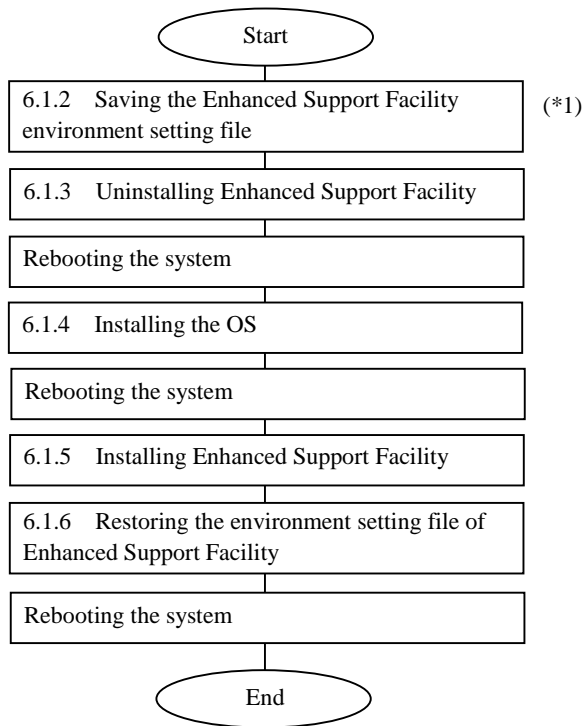 Start
6.1.2 Saving the Enhanced Support Facility
environment setting file
(*1)
6.1.3 Uninstalling Enhanced Support Facility
Rebooting the system
6.1.4 Installing the OS
Rebooting the system
6.1.5 Installing Enhanced Support Facility
6.1.6 Restoring the environment setting file of
Enhanced Support Facility
Rebooting the system
End